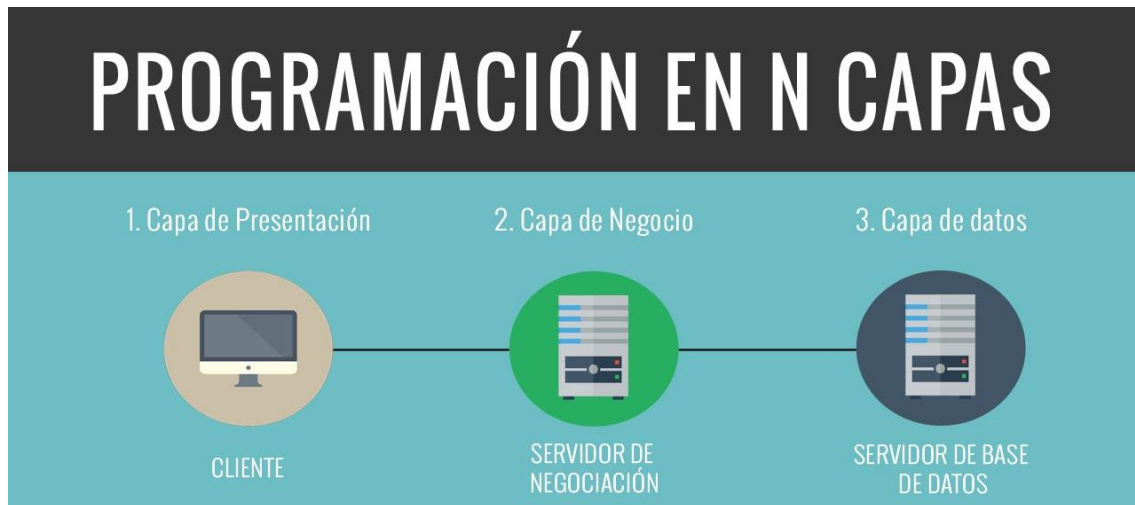 PROGRAMACIÓN EN N CAPAS
1. Capa de Presentación
2. Capa de Negocio
3. Capa de datos
CLIENTE
SERVIDOR DE
NEGOCIACIÓN
SERVIDOR DE BASE
DE DATOS